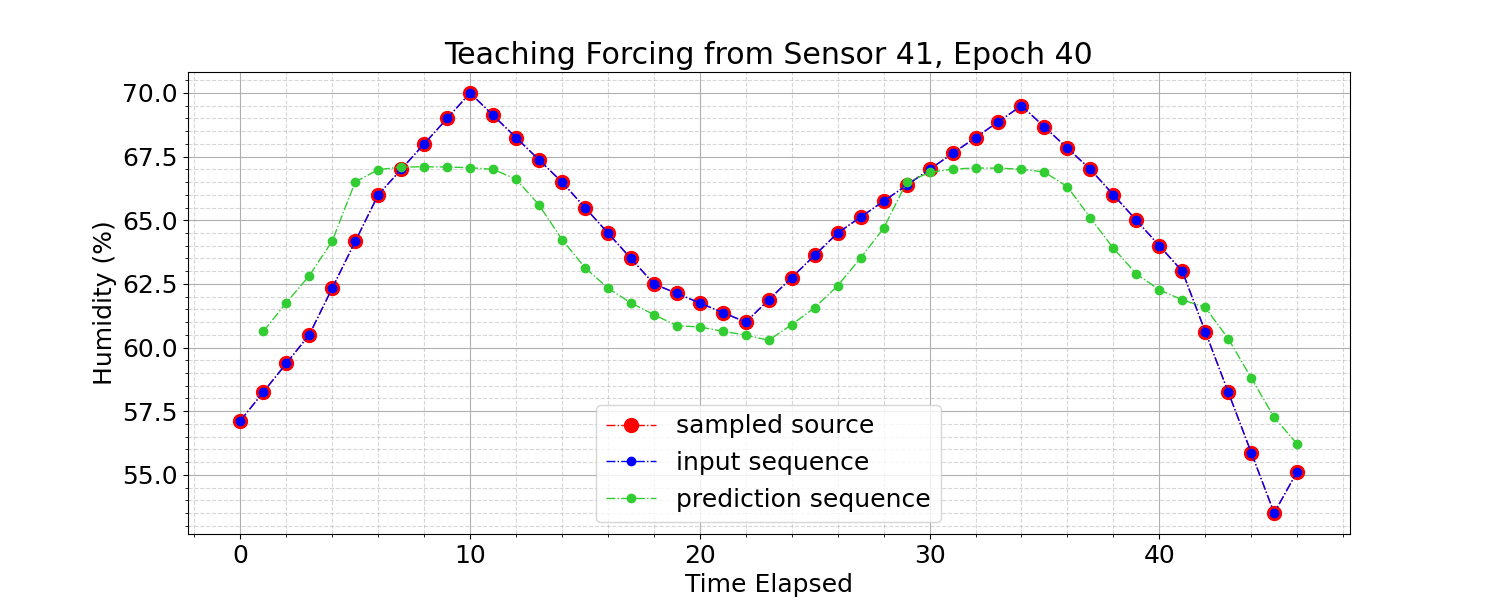 Teaching Forcing from Sensor 41, Epoch 40
Humidity (%)
70.0
67.5
65.0
62.5
60.0
57.5
55.0
sampled source
input sequence
prediction sequence
0 10 20 30 40
Time Elapsed